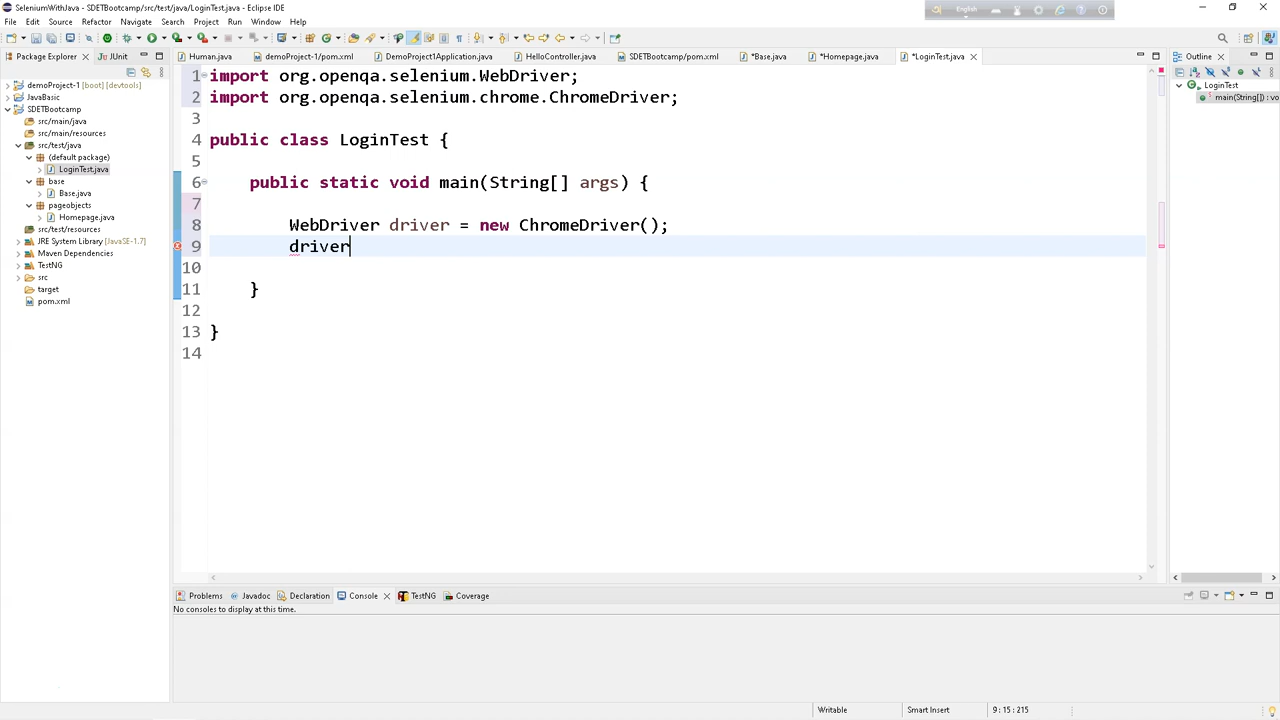 SeleniumWithJava - SDETBootcamp/src/test/java/LoginTest.java - Eclipse IDE
English
File Edit Source Refactor Navigate Search Project Run Window Help
Package Explorer JUnit
Human.java demoProject-1/pom.xml DemoProject1Application.java HelloController.java SDETBootcamp/pom.xml *Base.java *Homepage.java *LoginTest.java
Outline
demoProject-1 [boot] [devtools]
JavaBasic
SDETBootcamp
src/main/java
src/main/resources
src/test/java
(default package)
LoginTest.java
base
Base.java
pageobjects
Homepage.java
src/test/resources
JRE System Library [JavaSE-1.7]
Maven Dependencies
TestNG
src
target
pom.xml
1 import org.openqa.selenium.WebDriver;
2 import org.openqa.selenium.chrome.ChromeDriver;
3
4 public class LoginTest {
5
6 public static void main(String[] args) {
7
8 WebDriver driver = new ChromeDriver();
9 driver
10
11 }
12
13 }
14
LoginTest
main(String[]) : vo
Problems Javadoc Declaration Console TestNG Coverage
No consoles to display at this time.
Writable Smart Insert 9 : 15 : 215